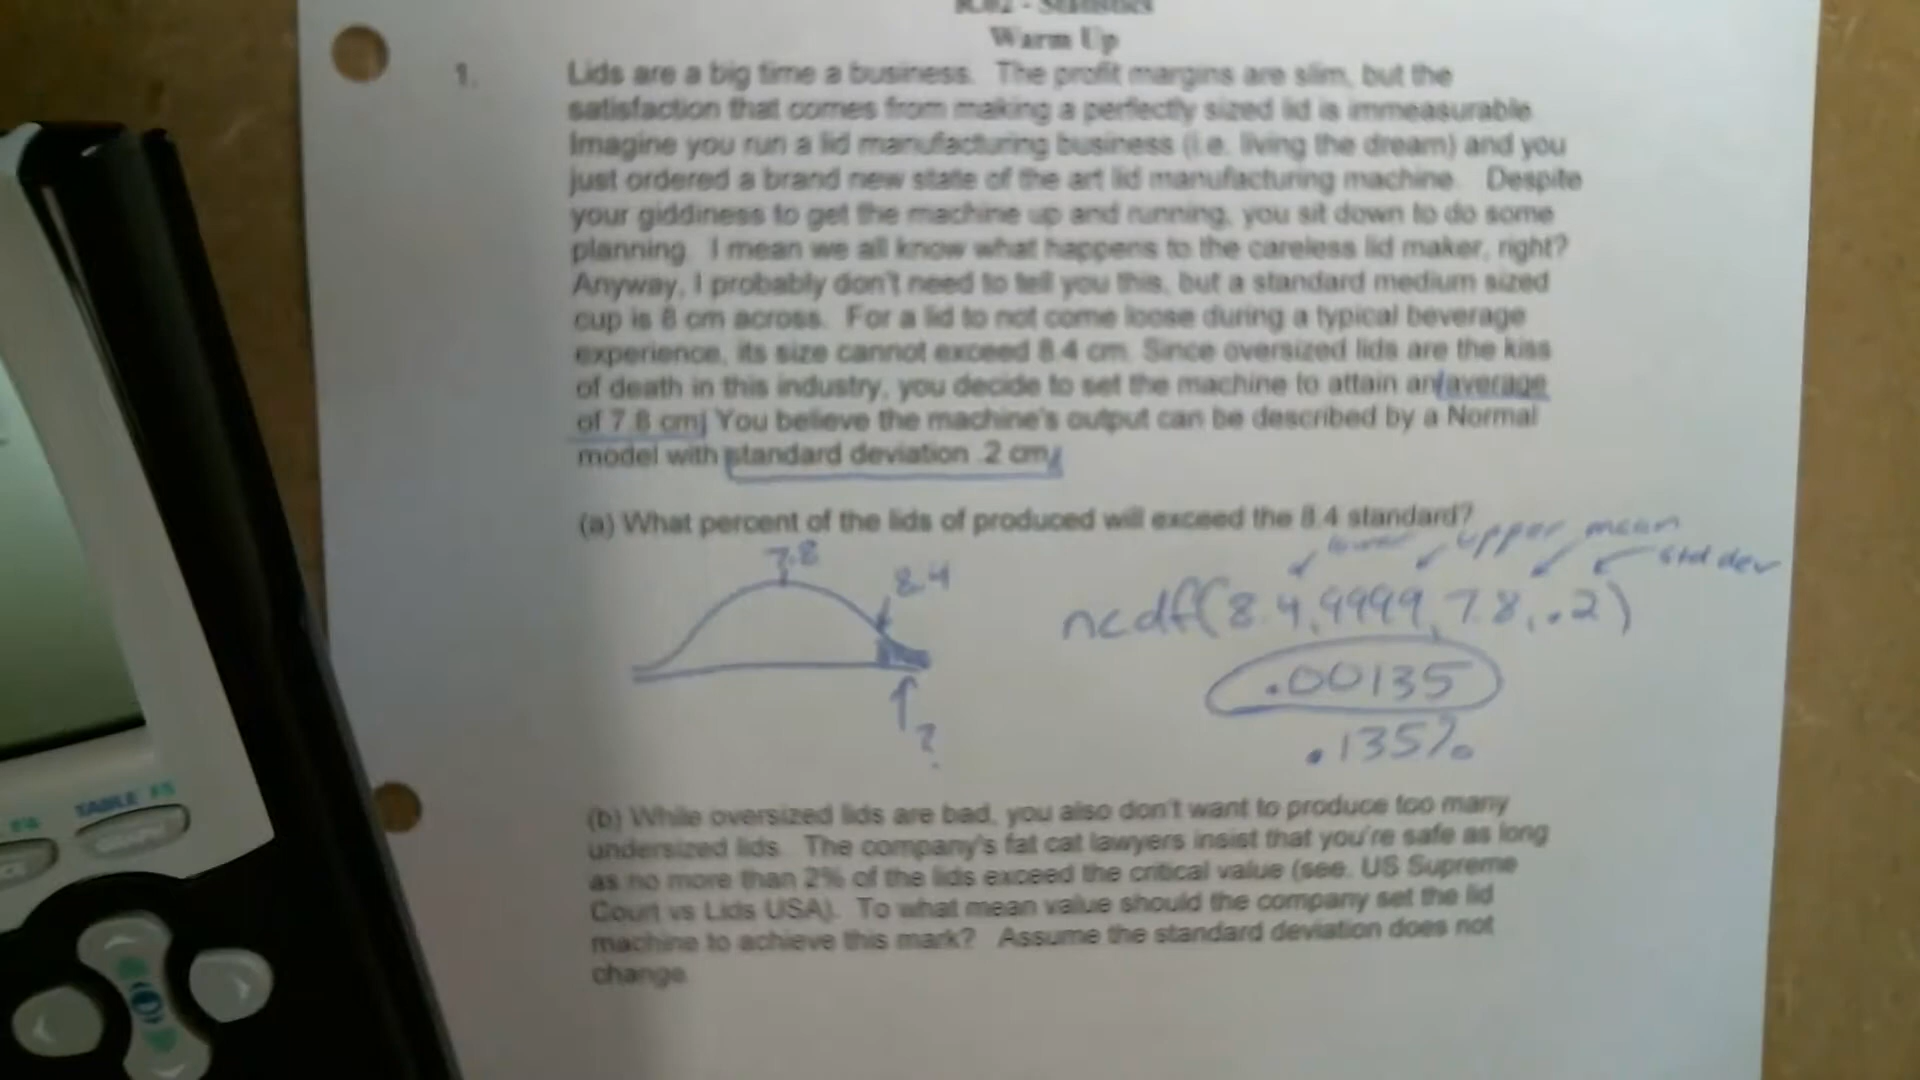 Warm Up
1. Lids are a big time a business. The profit margins are slim, but the
satisfaction that comes from making a perfectly sized lid is immeasurable.
Imagine you run a lid manufacturing business (i.e. living the dream) and you
just ordered a brand new state of the art lid manufacturing machine. Despite
your giddiness to get the machine up and running, you sit down to do some
planning. I mean we all know what happens to the careless lid maker, right?
Anyway, I probably don't need to tell you this, but a standard medium sized
cup is 8 cm across. For a lid to not come loose during a typical beverage
experience, its size cannot exceed 8.4 cm. Since oversized lids are the kiss
of death in this industry, you decide to set the machine to attain an average
of 7.8 cm. You believe the machine's output can be described by a Normal
model with standard deviation .2 cm.
(a) What percent of the lids of produced will exceed the 8.4 standard?
lower upper mean
std dev
7.8
8.4
ncdf(8.4,9999,7.8,.2)
.00135
?
.135%
(b) While oversized lids are bad, you also don't want to produce too many
undersized lids. The company's fat cat lawyers insist that you're safe as long
as no more than 2% of the lids exceed the critical value (see. US Supreme
Court vs Lids USA). To what mean value should the company set the lid
machine to achieve this mark? Assume the standard deviation does not
change.
F4 TABLE F5